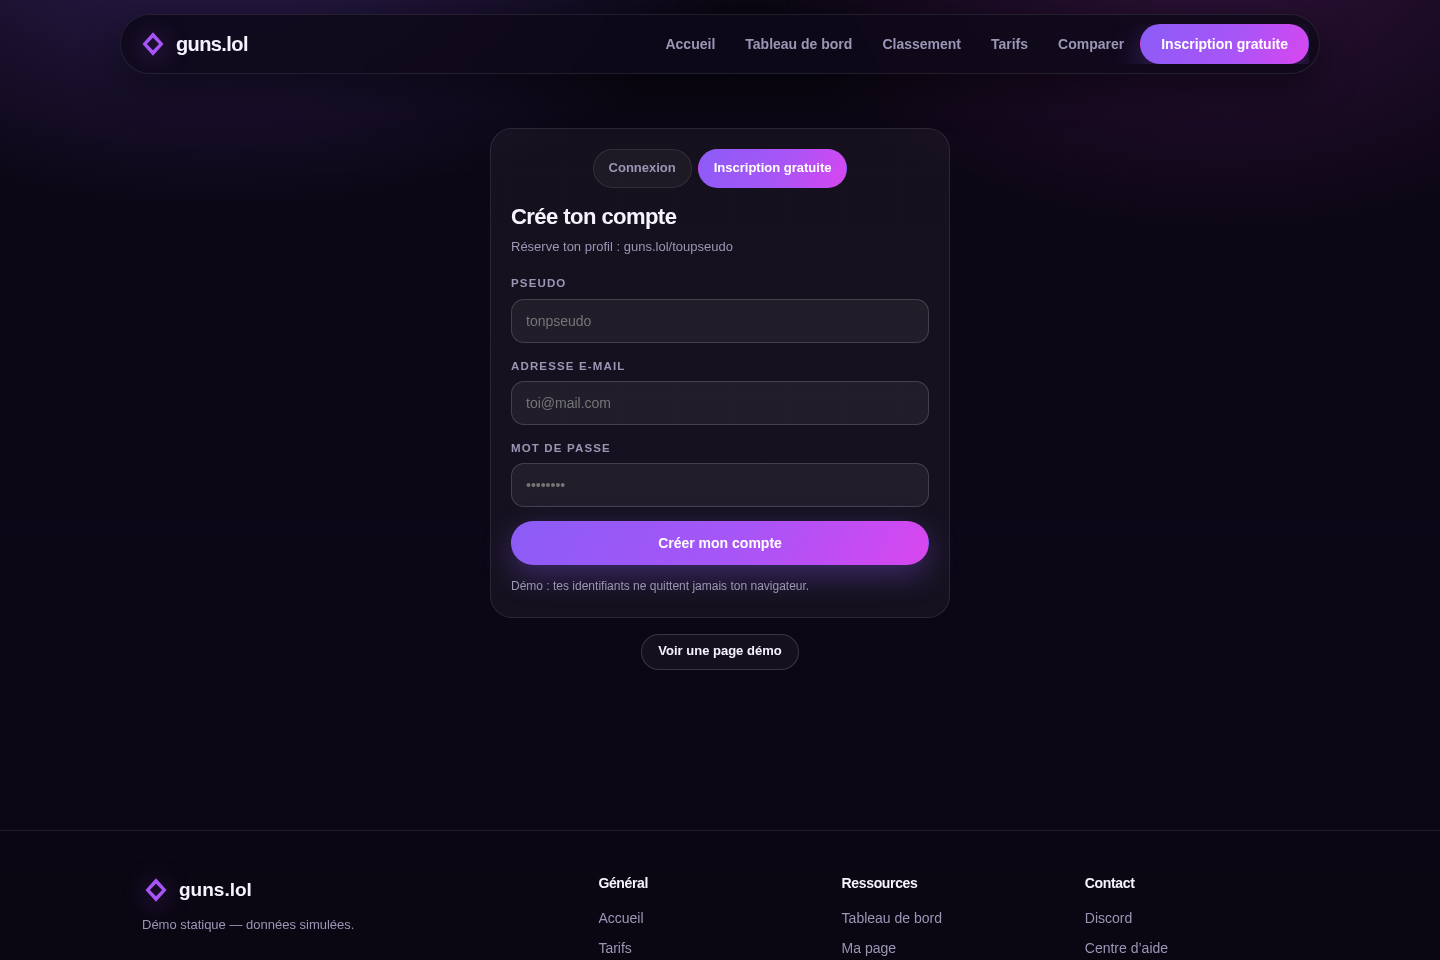 guns.lol
Accueil
Tableau de bord
Classement
Tarifs
Comparer
Inscription gratuite
Connexion
Inscription gratuite
Crée ton compte
Réserve ton profil : guns.lol/toupseudo
PSEUDO
tonpseudo
ADRESSE E-MAIL
toi@mail.com
MOT DE PASSE
••••••••
Créer mon compte
Démo : tes identifiants ne quittent jamais ton navigateur.
Voir une page démo
guns.lol
Démo statique — données simulées.
Général
Accueil
Tarifs
Ressources
Tableau de bord
Ma page
Contact
Discord
Centre d’aide